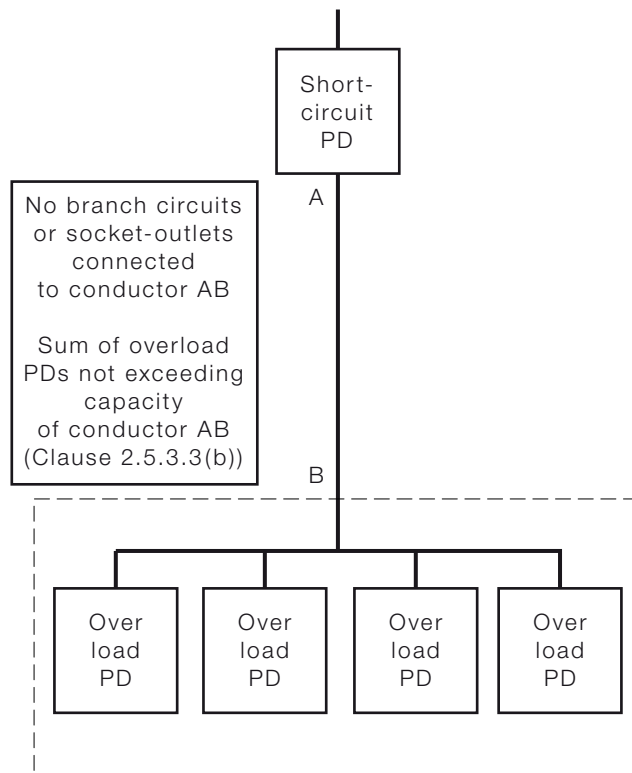 Short-
circuit
PD
A
No branch circuits
or socket-outlets
connected
to conductor AB
Sum of overload
PDs not exceeding
capacity
of conductor AB
(Clause 2.5.3.3(b))
B
Over
load
PD
Over
load
PD
Over
load
PD
Over
load
PD